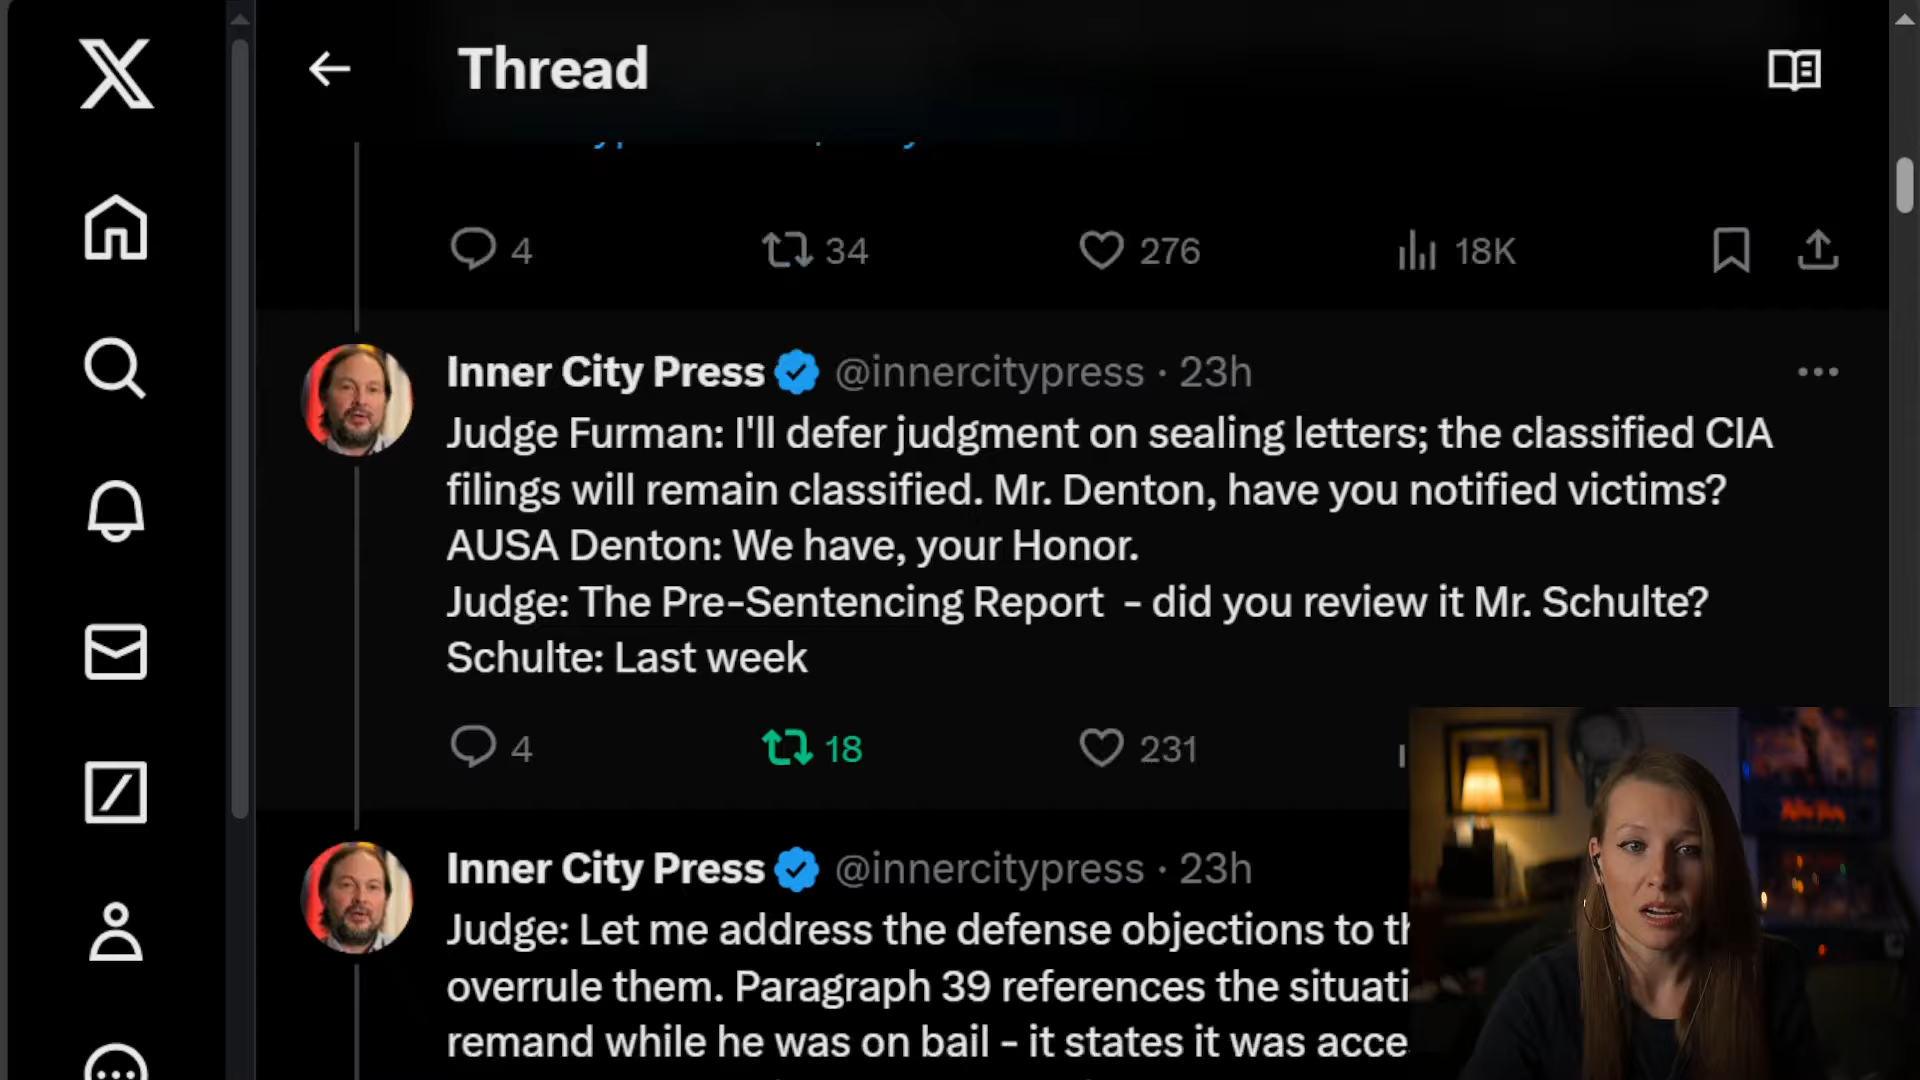 Thread
4 34 276 18K
Inner City Press @innercitypress · 23h
Judge Furman: I'll defer judgment on sealing letters; the classified CIA
filings will remain classified. Mr. Denton, have you notified victims?
AUSA Denton: We have, your Honor.
Judge: The Pre-Sentencing Report - did you review it Mr. Schulte?
Schulte: Last week
4 18 231
Inner City Press @innercitypress · 23h
Judge: Let me address the defense objections to
overrule them. Paragraph 39 references the
remand while he was on bail - it states it was